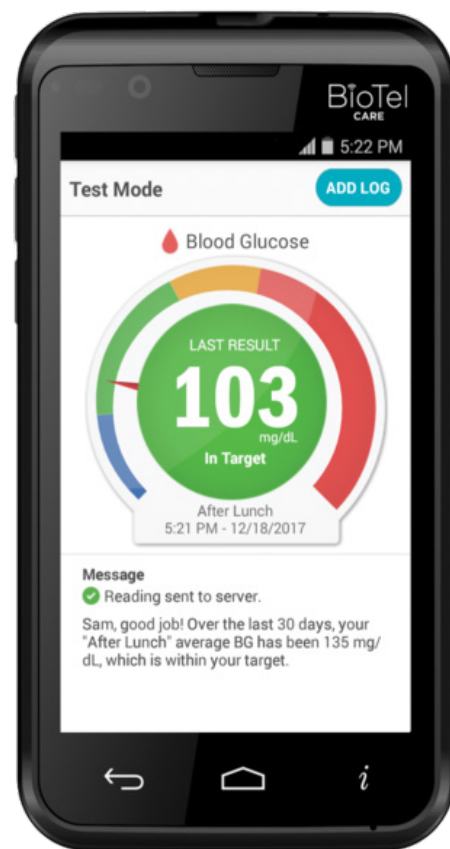 BioTel
CARE
5:22 PM
Test Mode
ADD LOG
Blood Glucose
LAST RESULT
103
mg/dL
In Target
After Lunch
5:21 PM - 12/18/2017
Message
Reading sent to server.
Sam, good job! Over the last 30 days, your
"After Lunch" average BG has been 135 mg/
dL, which is within your target.
i